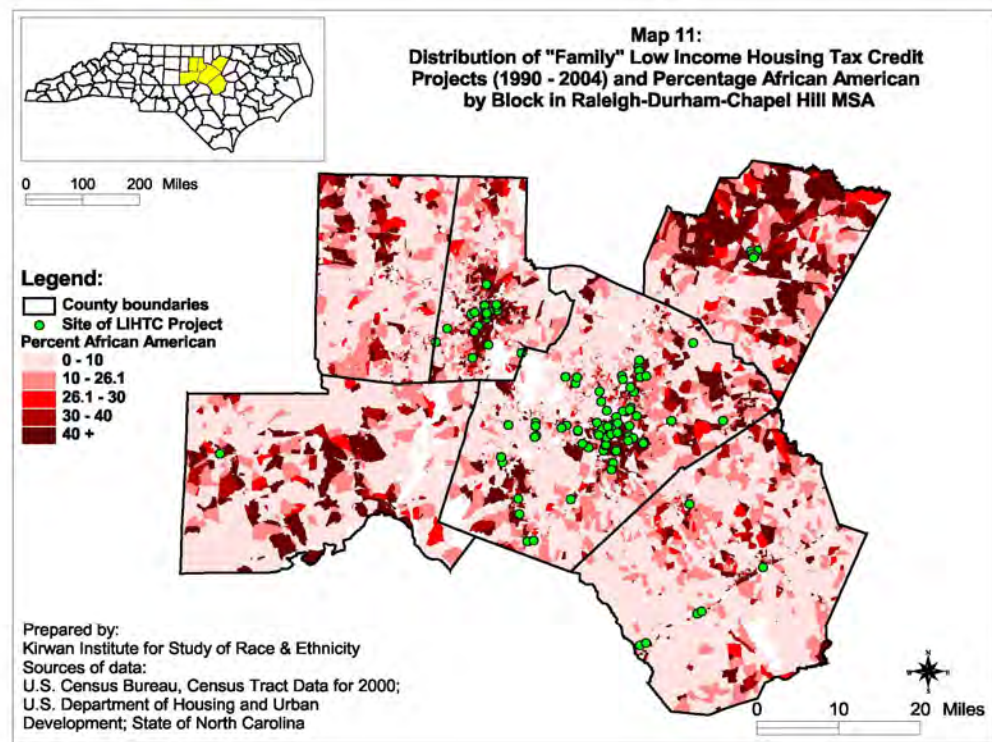 Map 11:
Distribution of "Family" Low Income Housing Tax Credit
Projects (1990 - 2004) and Percentage African American
by Block in Raleigh-Durham-Chapel Hill MSA
0 100 200 Miles
Legend:
County boundaries
Site of LIHTC Project
Percent African American
0 - 10
10 - 26.1
26.1 - 30
30 - 40
40 +
Prepared by:
Kirwan Institute for Study of Race & Ethnicity
Sources of data:
U.S. Census Bureau, Census Tract Data for 2000;
U.S. Department of Housing and Urban
Development; State of North Carolina
N
W E
S
Miles
0 10 20